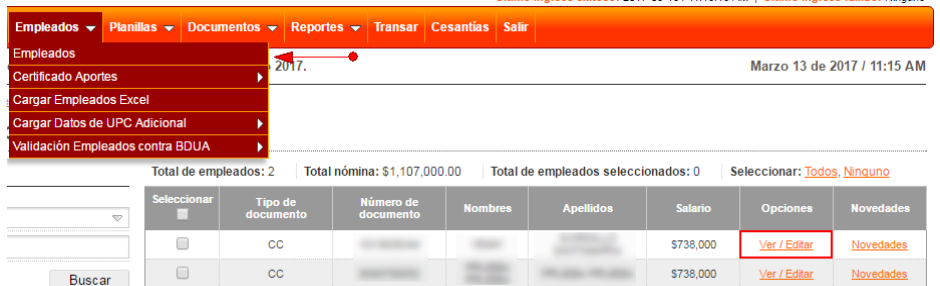 Empleados Planillas Documentos Reportes Transar Cesantías Salir
Empleados
2017.
Marzo 13 de 2017 / 11:15 AM
Certificado Aportes
Cargar Empleados Excel
Cargar Datos de UPC Adicional
Validación Empleados contra BDUA
Total de empleados: 2 Total nómina: $1,107,000.00 Total de empleados seleccionados: 0 Seleccionar: Todos, Ninguno
Seleccionar Tipo de documento Número de documento Nombres Apellidos Salario Opciones Novedades
CC $738,000 Ver / Editar Novedades
Buscar
CC $738,000 Ver / Editar Novedades